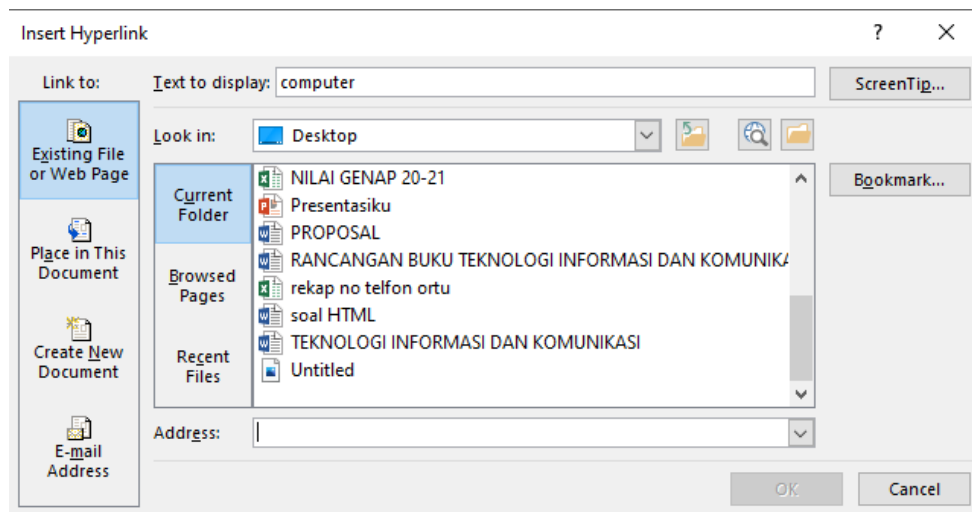 Insert Hyperlink ? ×
Link to:
Text to display: computer
ScreenTip...
Existing File
or Web Page
Look in: Desktop
Place in This
Document
Create New
Document
E-mail
Address
Current
Folder
Browsed
Pages
Recent
Files
NILAI GENAP 20-21
Presentasiku
PROPOSAL
RANCANGAN BUKU TEKNOLOGI INFORMASI DAN KOMUNIKA
rekap no telfon ortu
soal HTML
TEKNOLOGI INFORMASI DAN KOMUNIKASI
Untitled
Bookmark...
Address:
OK Cancel